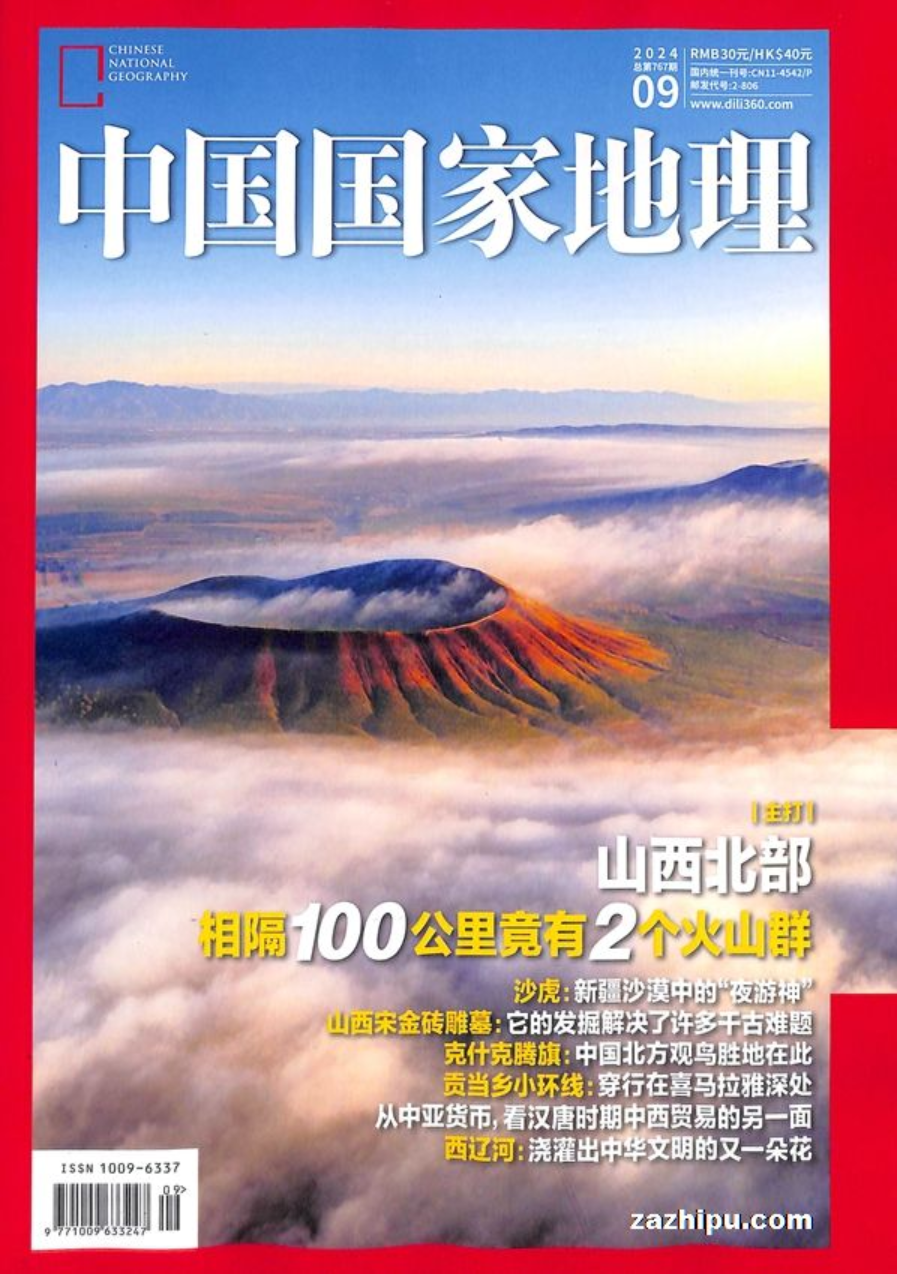 CHINESE
NATIONAL
GEOGRAPHY
2024
总第767期
09
RMB30元/HK$40元
国内统一刊号:CN11-4542/P
邮发代号:2-806
www.dili360.com
中国国家地理
主打
山西北部
相隔100公里竟有2个火山群
沙虎:新疆沙漠中的“夜游神”
山西宋金砖雕墓:它的发掘解决了许多千古难题
克什克腾旗:中国北方观鸟胜地在此
贡当乡小环线:穿行在喜马拉雅深处
从中亚货币,看汉唐时期中西贸易的另一面
西辽河:浇灌出中华文明的又一朵花
ISSN 1009-6337
09>
9 771009 633247
zazhipu.com